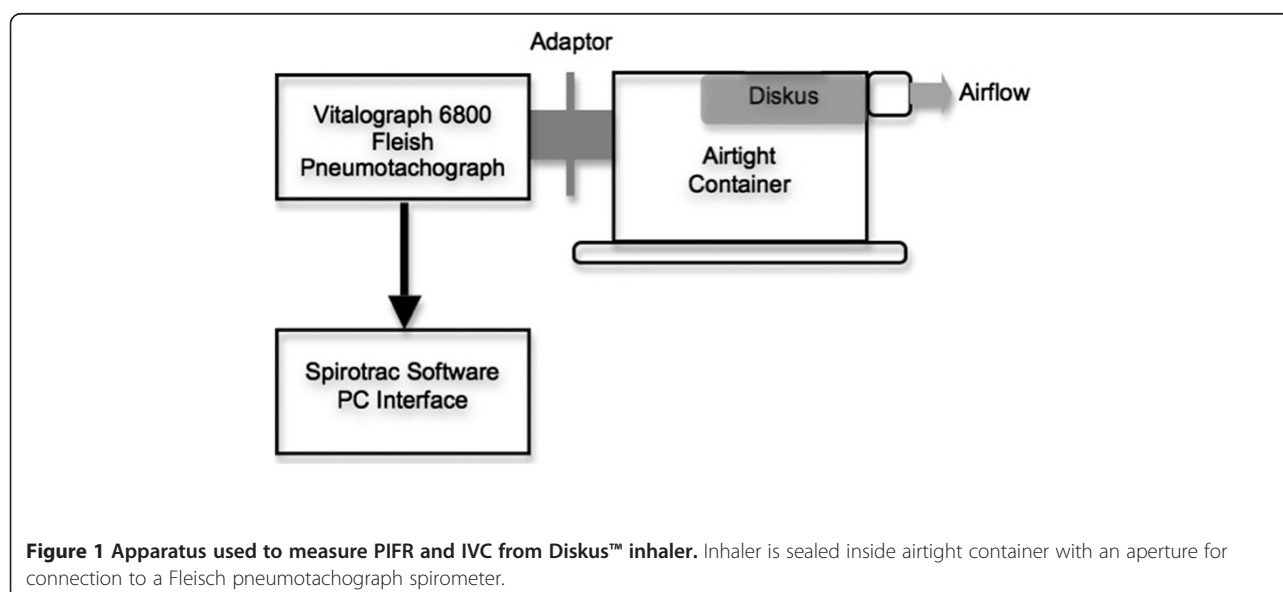 Adaptor
Vitalograph 6800
Fleish
Pneumotachograph
Diskus
Airflow
Airtight
Container
Spirotrac Software
PC Interface
Figure 1 Apparatus used to measure PIFR and IVC from Diskus™ inhaler. Inhaler is sealed inside airtight container with an aperture for
connection to a Fleisch pneumotachograph spirometer.